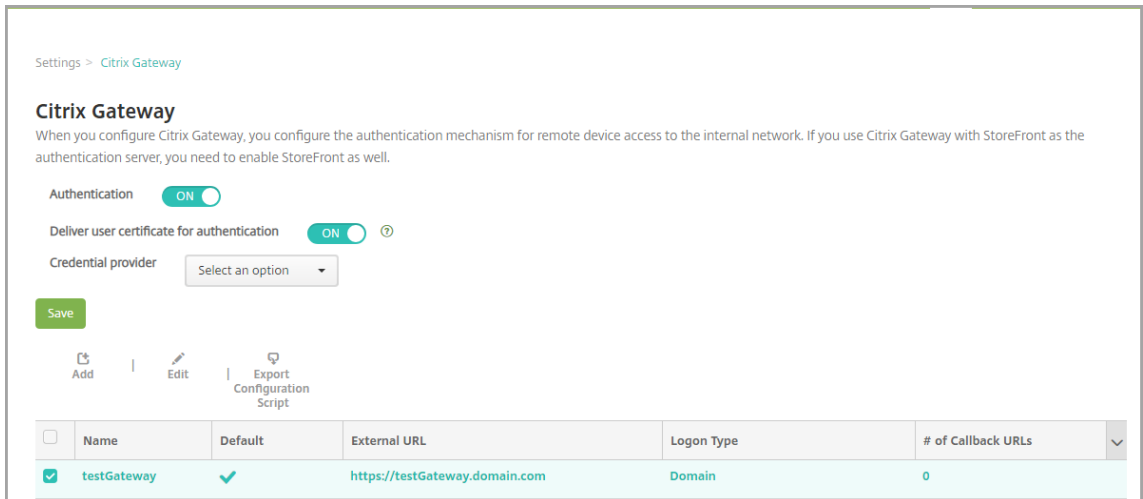 Settings > Citrix Gateway
Citrix Gateway
When you configure Citrix Gateway, you configure the authentication mechanism for remote device access to the internal network. If you use Citrix Gateway with StoreFront as the
authentication server, you need to enable StoreFront as well.
Authentication ON
Deliver user certificate for authentication ON ?
Credential provider Select an option
Save
Add | Edit | Export
Configuration
Script
Name Default External URL Logon Type # of Callback URLs
testGateway https://testGateway.domain.com Domain 0